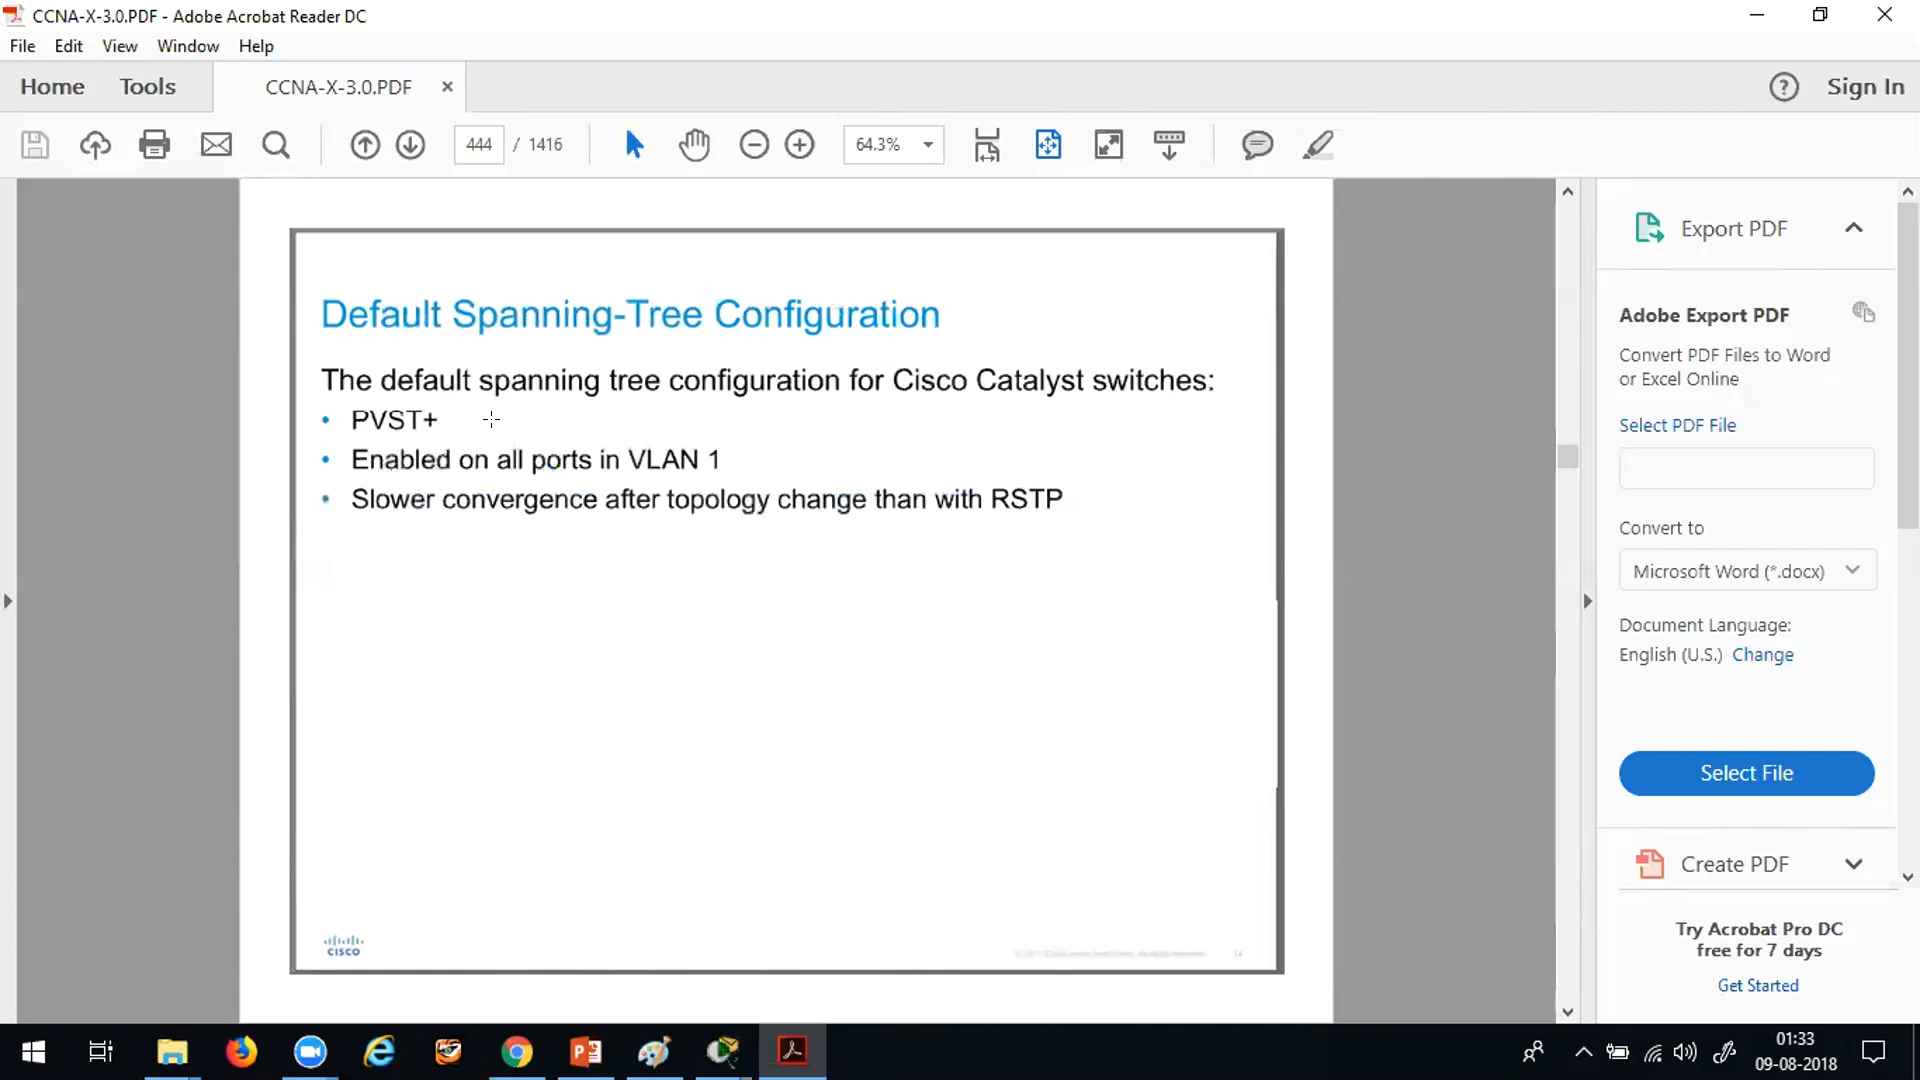 CCNA-X-3.0.PDF - Adobe Acrobat Reader DC
File Edit View Window Help
Home Tools CCNA-X-3.0.PDF × ? Sign In
444 / 1416 64.3%
Default Spanning-Tree Configuration
The default spanning tree configuration for Cisco Catalyst switches:
• PVST+
• Enabled on all ports in VLAN 1
• Slower convergence after topology change than with RSTP
CISCO
14
Export PDF
Adobe Export PDF
Convert PDF Files to Word
or Excel Online
Select PDF File
Convert to
Microsoft Word (*.docx)
Document Language:
English (U.S.) Change
Select File
Create PDF
Try Acrobat Pro DC
free for 7 days
Get Started
01:33
09-08-2018